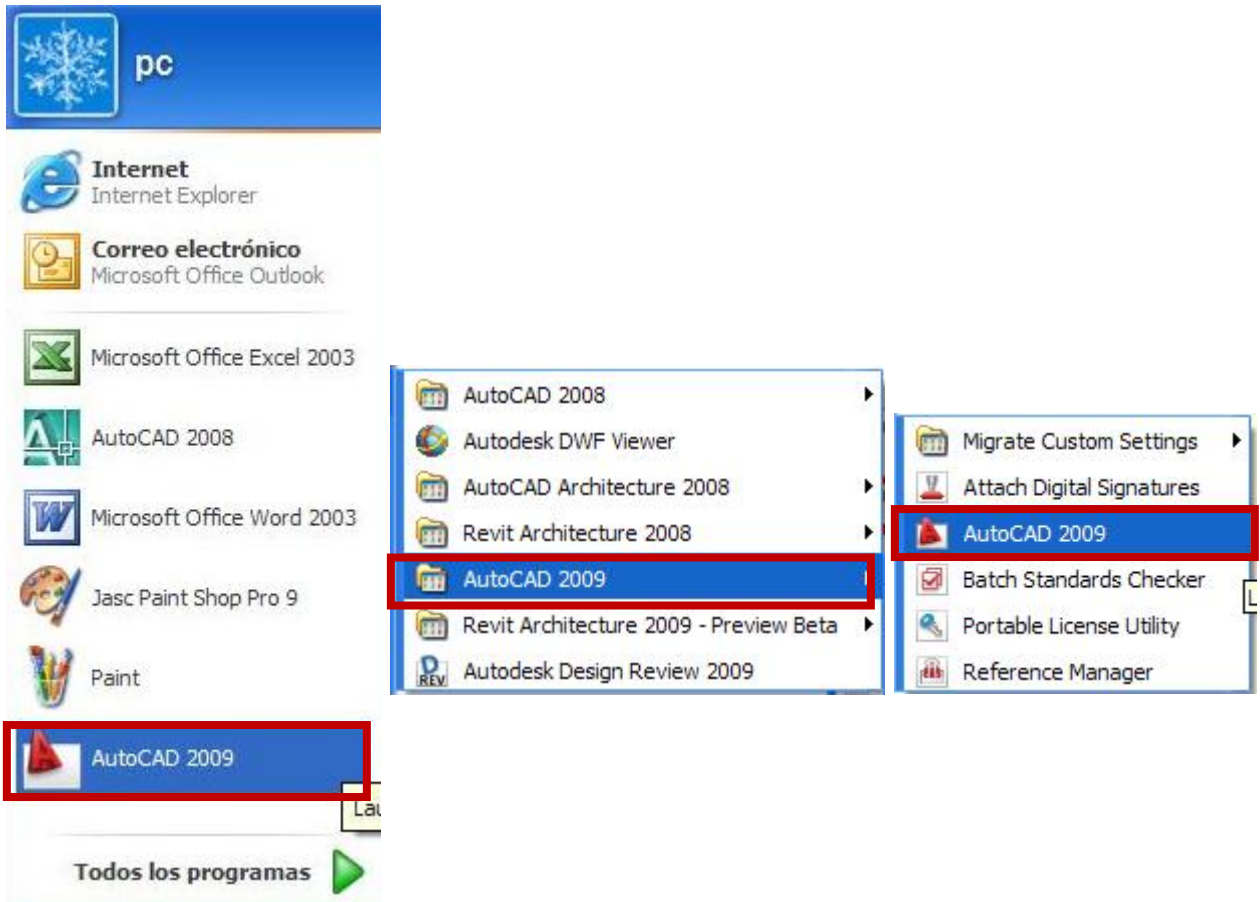 pc
Internet
Internet Explorer
Correo electrónico
Microsoft Office Outlook
Microsoft Office Excel 2003
AutoCAD 2008
Microsoft Office Word 2003
Jasc Paint Shop Pro 9
Paint
AutoCAD 2009
Lau
Todos los programas
AutoCAD 2008
Autodesk DWF Viewer
AutoCAD Architecture 2008
Revit Architecture 2008
AutoCAD 2009
Revit Architecture 2009 - Preview Beta
Autodesk Design Review 2009
Migrate Custom Settings
Attach Digital Signatures
AutoCAD 2009
Batch Standards Checker
L
Portable License Utility
Reference Manager